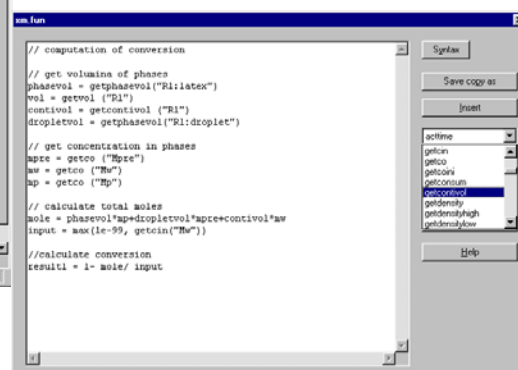 xm.fun
// computation of conversion
// get volumina of phases
phasevol = getphasevol("R1:latex")
vol = getvol ("R1")
contivol = getcontivol ("R1")
dropletvol = getphasevol("R1:droplet")
// get concentration in phases
mpre = getco ("Mpre")
mw = getco ("Mw")
mp = getco ("Mp")
// calculate total moles
mole = phasevol*mp+dropletvol*mpre+contivol*mw
input = max(1e-99, getcin("Mw"))
//calculate conversion
result1 = 1- mole/ input
Syntax
Save copy as
Insert
acttime
getcin
getco
getcoini
getconsum
getcontivol
getdensity
getdensityhigh
getdensitylow
Help